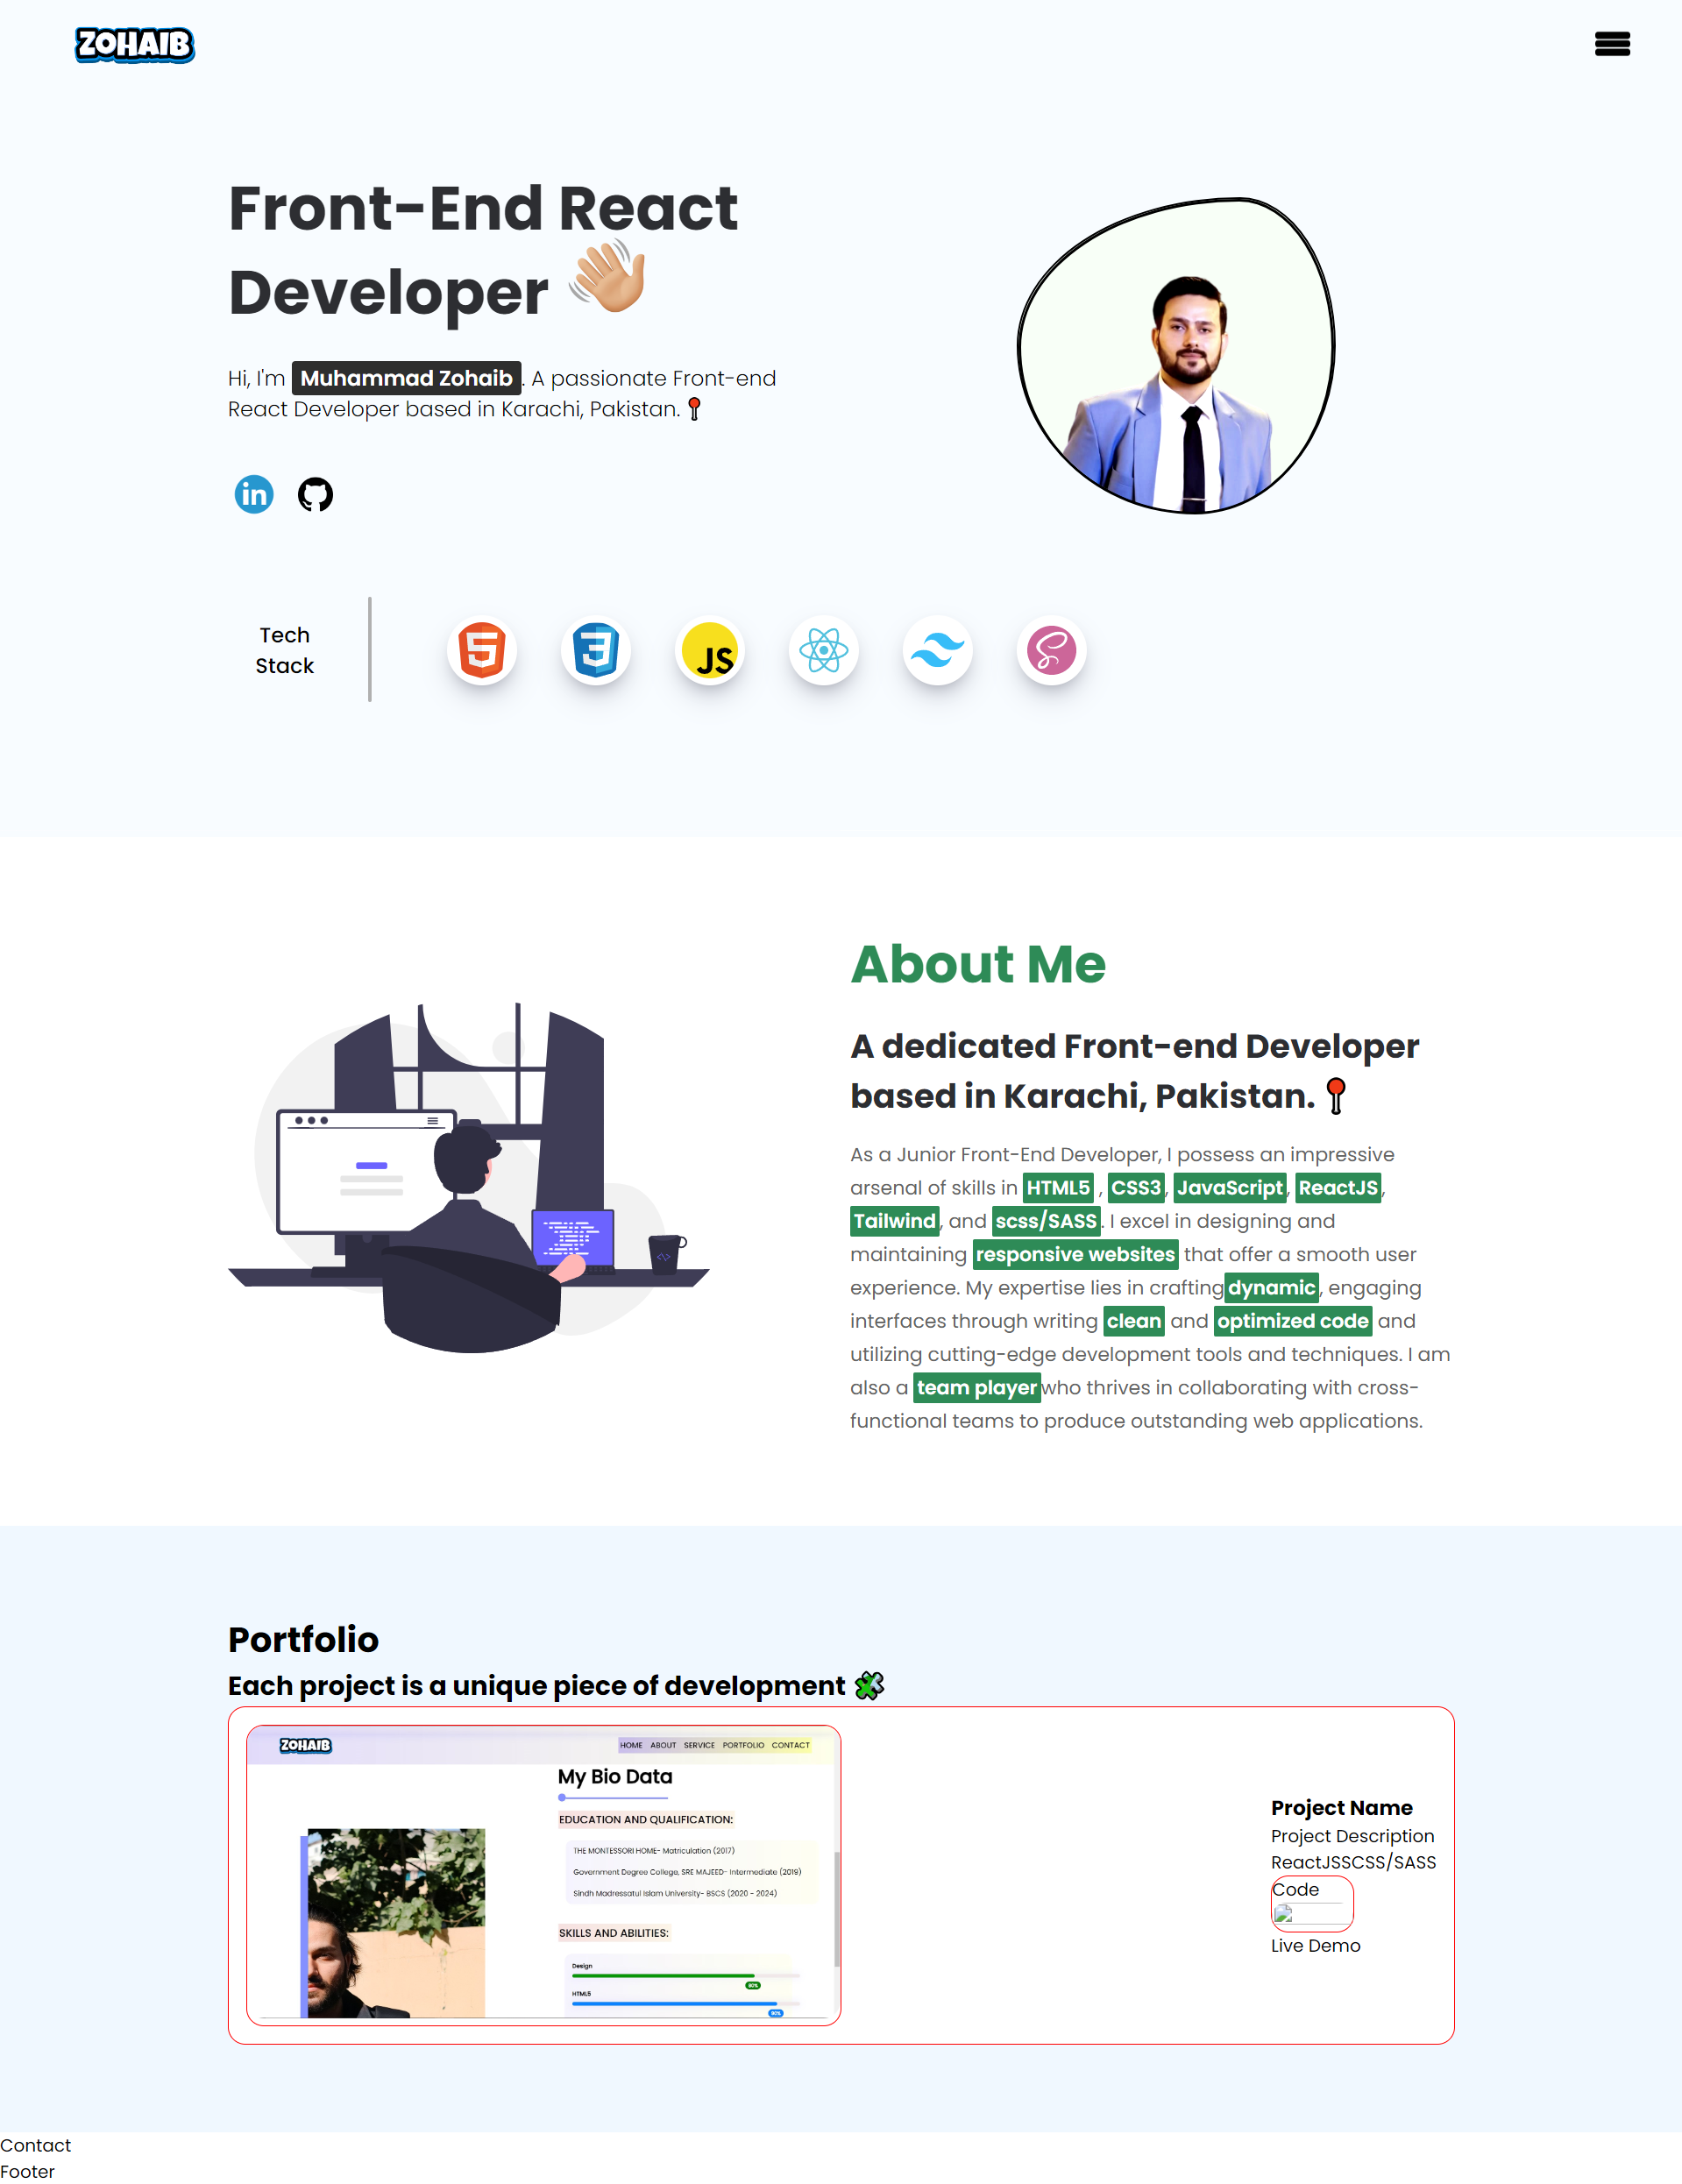 ZOHAIB
Front-End React
Developer 👋🏼
Hi, I'm Muhammad Zohaib. A passionate Front-end
React Developer based in Karachi, Pakistan. 📍
in
Tech
Stack
5
3
JS
About Me
A dedicated Front-end Developer
based in Karachi, Pakistan. 📍
As a Junior Front-End Developer, I possess an impressive
arsenal of skills in HTML5 , CSS3, JavaScript, ReactJS,
Tailwind, and scss/SASS. I excel in designing and
maintaining responsive websites that offer a smooth user
experience. My expertise lies in crafting dynamic, engaging
interfaces through writing clean and optimized code and
utilizing cutting-edge development tools and techniques. I am
also a team player who thrives in collaborating with cross-
functional teams to produce outstanding web applications.
Portfolio
Each project is a unique piece of development 🧩
ZOHAIB
HOME ABOUT SERVICE PORTFOLIO CONTACT
My Bio Data
EDUCATION AND QUALIFICATION:
THE MONTESSORI HOME- Matriculation (2017)
Government Degree College, SRE MAJEED- Intermediate (2019)
Sindh Madressatul Islam University- BSCS (2020 - 2024)
SKILLS AND ABILITIES:
Design
90%
HTML5
90%
Project Name
Project Description
ReactJSSCSS/SASS
Code
Live Demo
Contact
Footer